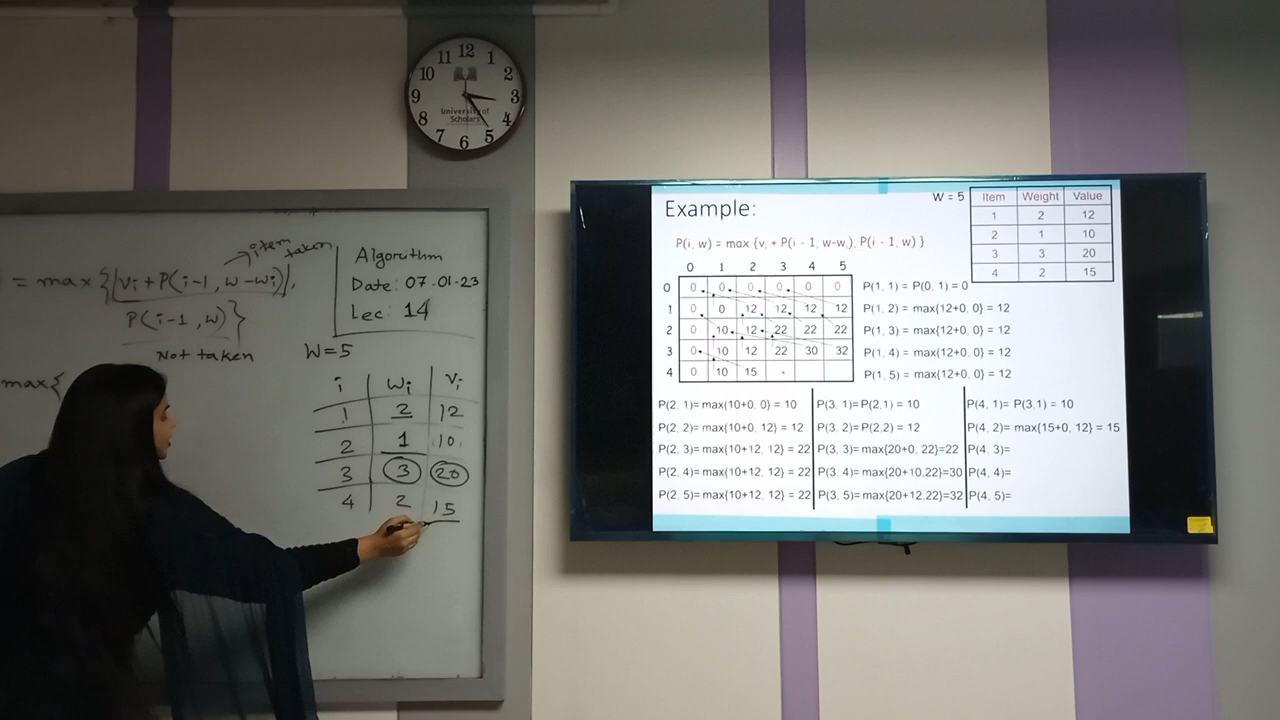 11 12 1
10 2
9 3
8 4
7 6 5
University of
Scholars
= max{[vi + P(i-1, w-wi)],
P(i-1, w)}
item taken
Not taken
max{
Algorithm
Date: 07.01.23
Lec: 14
W=5
i wi vi
1 2 12
2 1 10
3 3 20
4 2 15
Example:
W = 5
Item Weight Value
1 2 12
2 1 10
3 3 20
4 2 15
P(i, w) = max {vi + P(i - 1, w-wi), P(i - 1, w) }
0 1 2 3 4 5
0 0 0 0 0 0 0
1 0 0 12 12 12 12
2 0 10 12 22 22 22
3 0 10 12 22 30 32
4 0 10 15
P(1, 1) = P(0, 1) = 0
P(1, 2) = max{12+0, 0} = 12
P(1, 3) = max{12+0, 0} = 12
P(1, 4) = max{12+0, 0} = 12
P(1, 5) = max{12+0, 0} = 12
P(2, 1)= max{10+0, 0} = 10
P(2, 2)= max{10+0, 12} = 12
P(2, 3)= max{10+12, 12} = 22
P(2, 4)= max{10+12, 12} = 22
P(2, 5)= max{10+12, 12} = 22
P(3, 1)= P(2,1) = 10
P(3, 2)= P(2,2) = 12
P(3, 3)= max{20+0, 22}=22
P(3, 4)= max{20+10,22}=30
P(3, 5)= max{20+12,22}=32
P(4, 1)= P(3,1) = 10
P(4, 2)= max{15+0, 12} = 15
P(4, 3)=
P(4, 4)=
P(4, 5)=